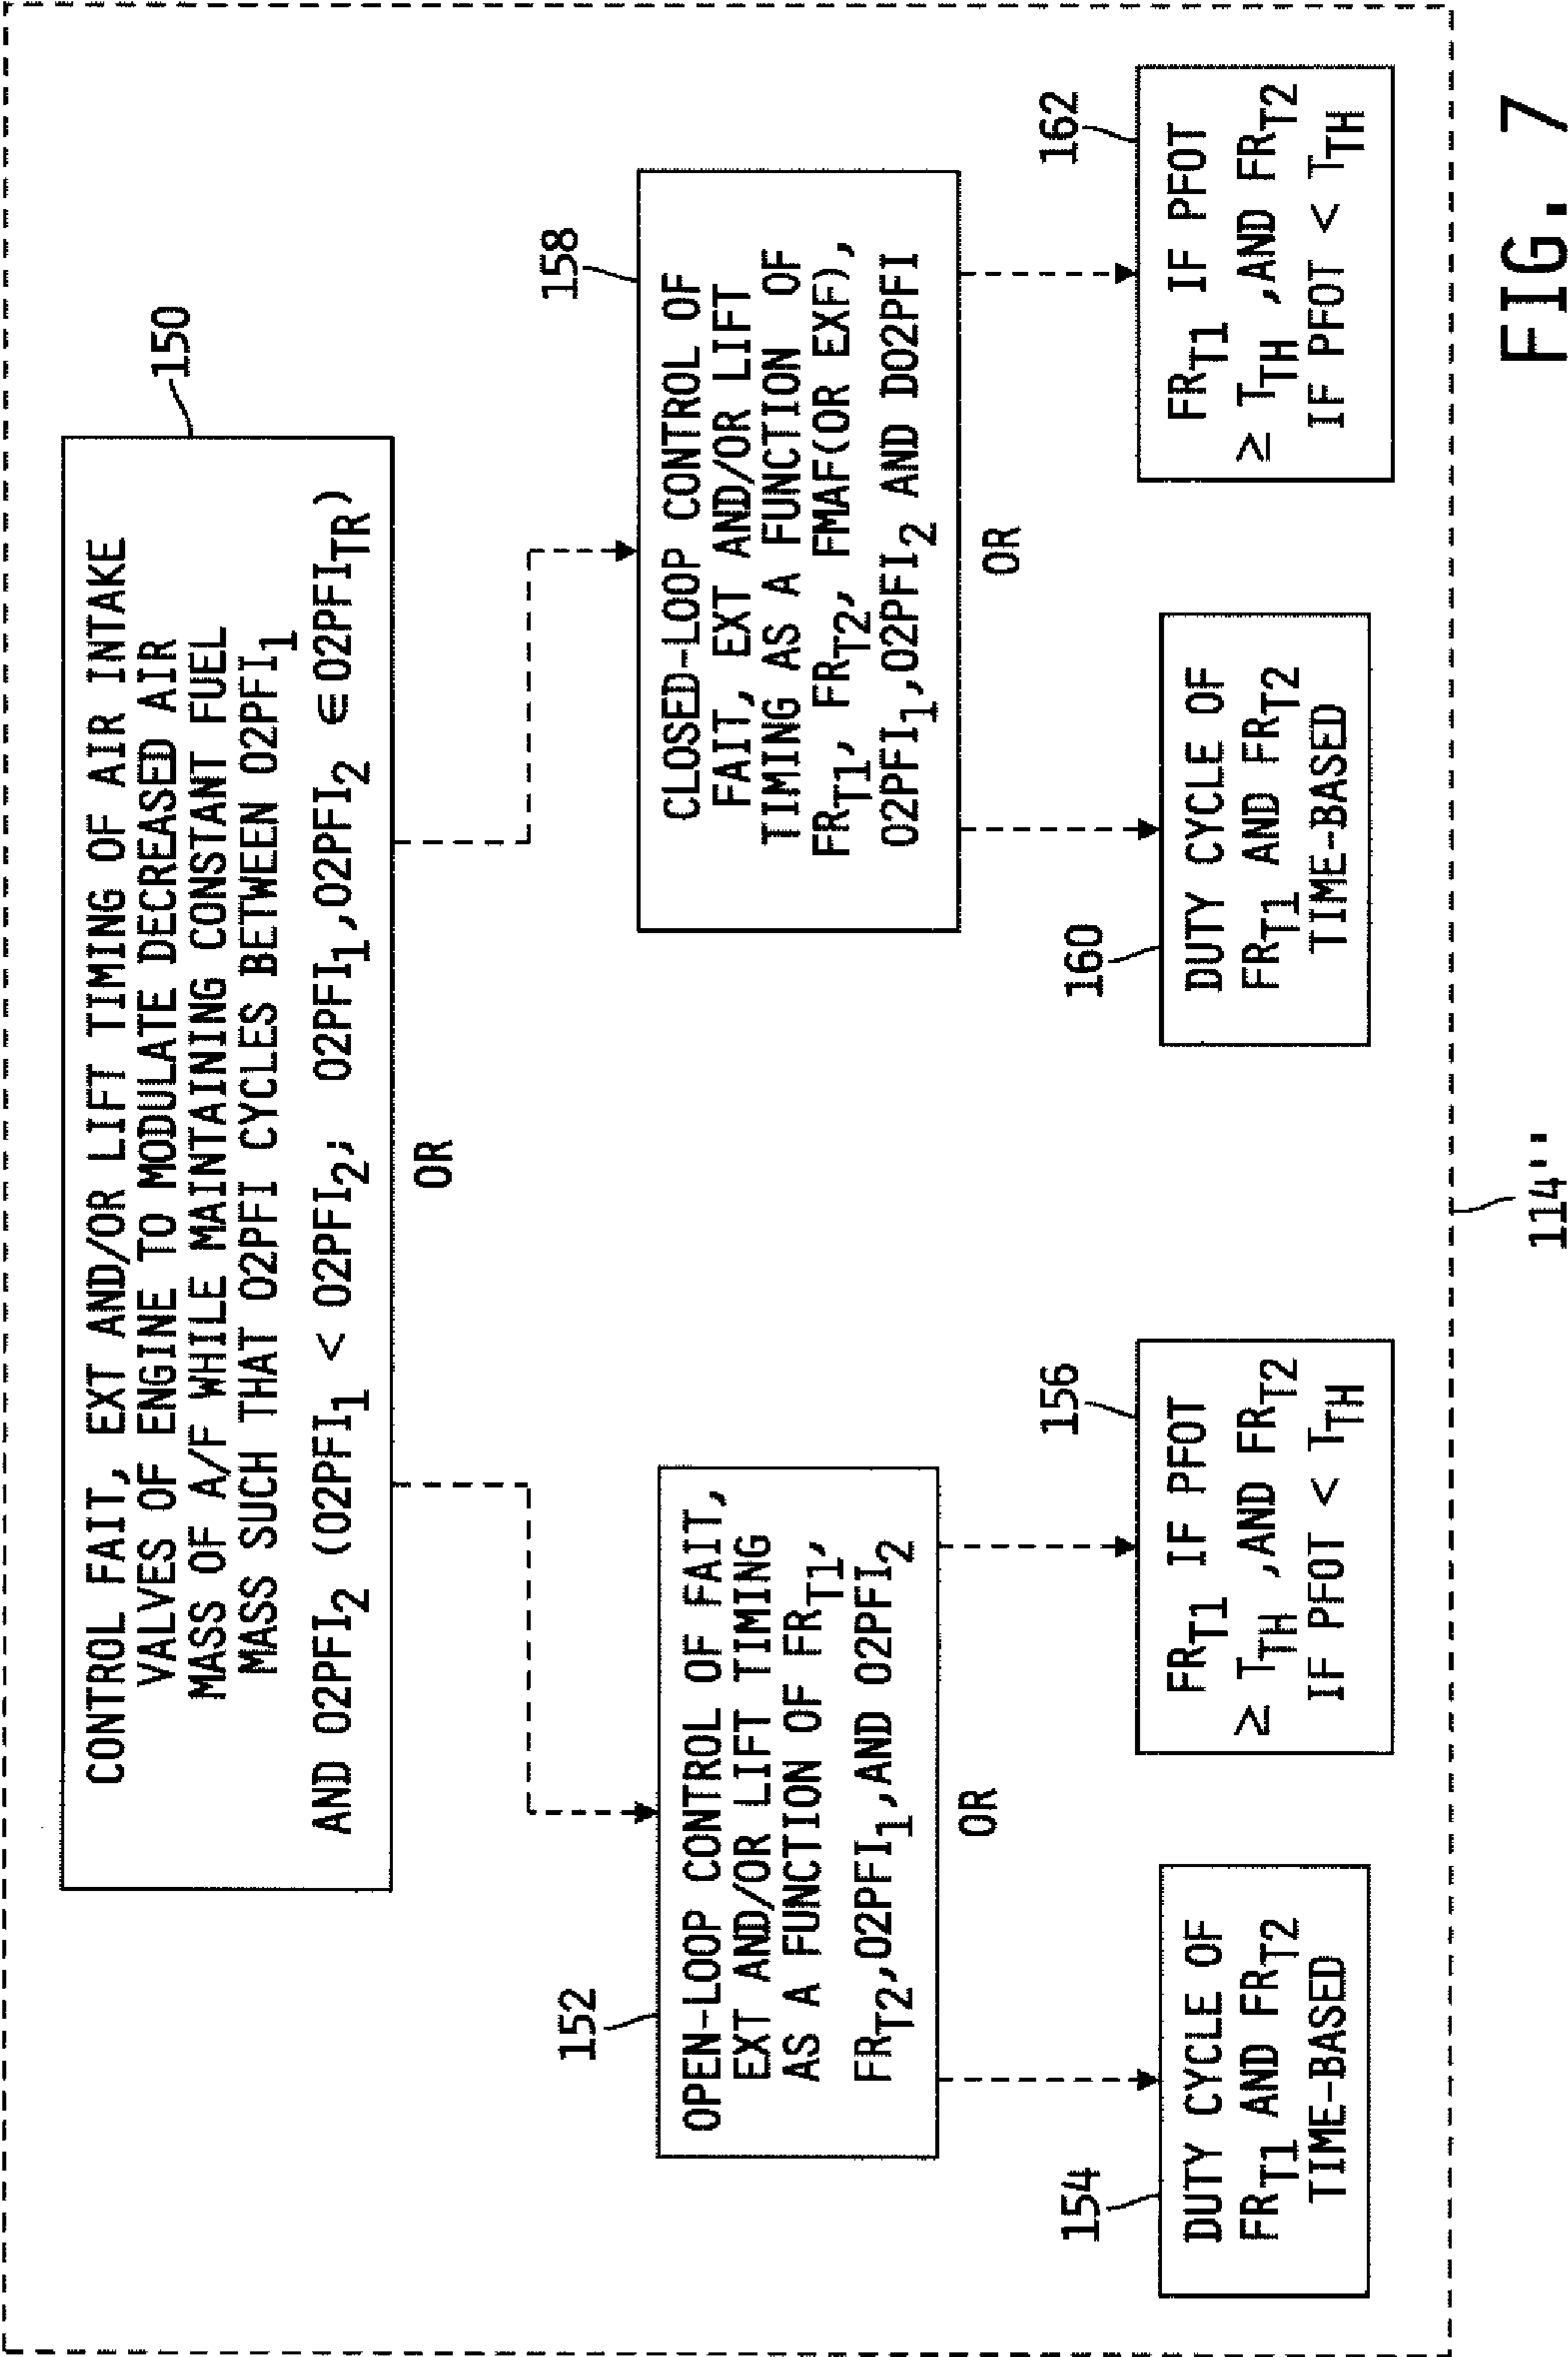 150
CONTROL FAIT, EXT AND/OR LIFT TIMING OF AIR INTAKE
VALVES OF ENGINE TO MODULATE DECREASED AIR
MASS OF A/F WHILE MAINTAINING CONSTANT FUEL
MASS SUCH THAT O2PFI CYCLES BETWEEN O2PFI1
AND O2PFI2 (O2PFI1 < O2PFI2; O2PFI1,O2PFI2 ∈O2PFITR)
OR
152
OPEN-LOOP CONTROL OF FAIT,
EXT AND/OR LIFT TIMING
AS A FUNCTION OF FRT1,
FRT2,O2PFI1,AND O2PFI2
OR
154
DUTY CYCLE OF
FRT1 AND FRT2
TIME-BASED
156
FRT1 IF PFOT
≥ TTH ,AND FRT2
IF PFOT < TTH
158
CLOSED-LOOP CONTROL OF
FAIT, EXT AND/OR LIFT
TIMING AS A FUNCTION OF
FRT1, FRT2, FMAF(OR EXF),
O2PFI1,O2PFI2 AND DO2PFI
OR
160
DUTY CYCLE OF
FRT1 AND FRT2
TIME-BASED
162
FRT1 IF PFOT
≥ TTH ,AND FRT2
IF PFOT < TTH
114''
FIG. 7